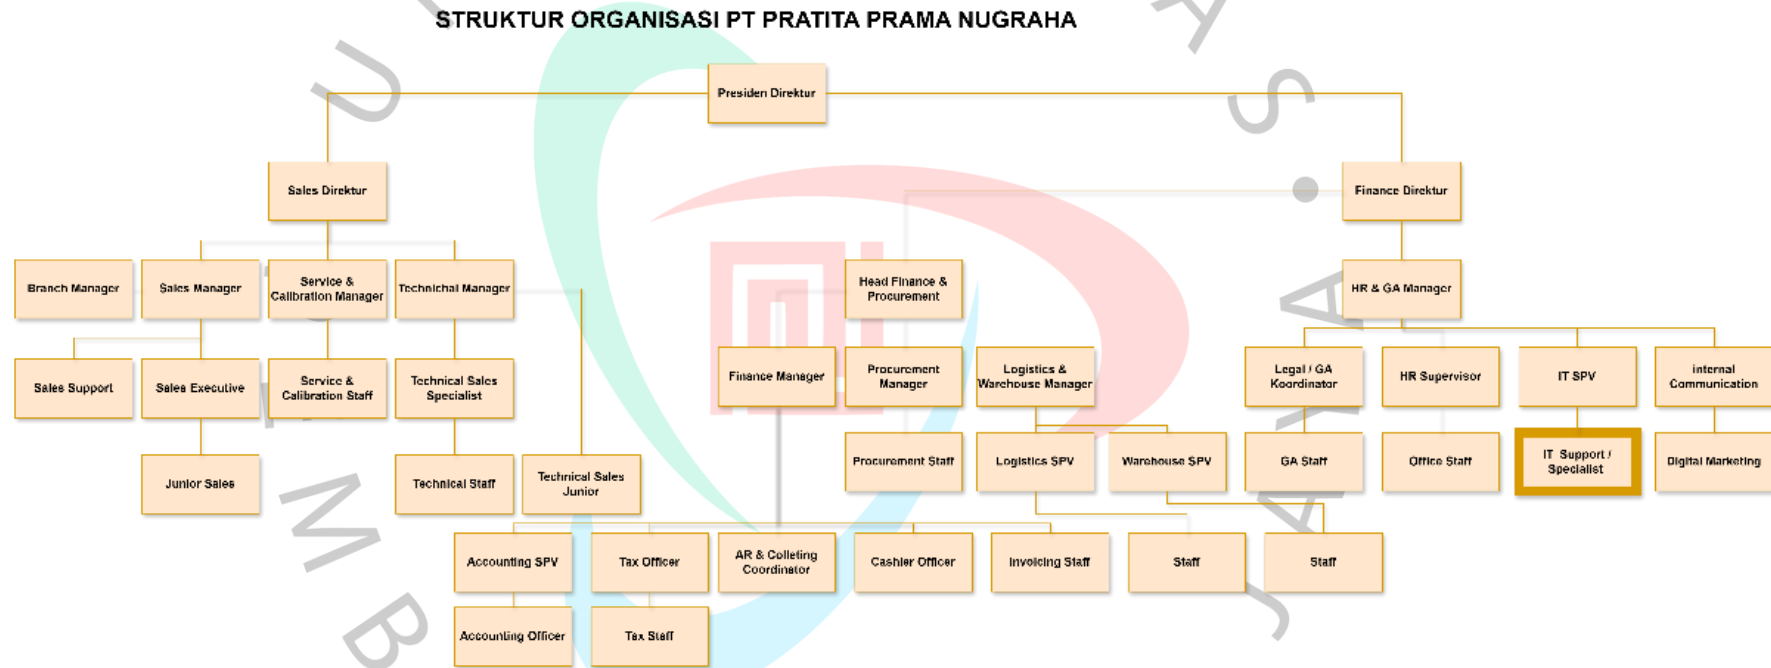 STRUKTUR ORGANISASI PT PRATITA PRAMA NUGRAHA
Presiden Direktur
Sales Direktur
Finance Direktur
Branch Manager
Sales Manager
Service &
Calibration Manager
Technichal Manager
Head Finance &
Procurement
HR & GA Manager
Sales Support
Sales Executive
Service &
Calibration Staff
Technical Sales
Specialist
Finance Manager
Procurement
Manager
Logistics &
Warehouse Manager
Legal / GA
Koordinator
HR Supervisor
IT SPV
internal
Communication
Junior Sales
Technical Staff
Technical Sales
Junior
Procurement Staff
Logistics SPV
Warehouse SPV
GA Staff
Office Staff
IT Support /
Specialist
Digital Marketing
Accounting SPV
Tax Officer
AR & Colleting
Coordinator
Cashier Officer
Invoicing Staff
Staff
Staff
Accounting Officer
Tax Staff